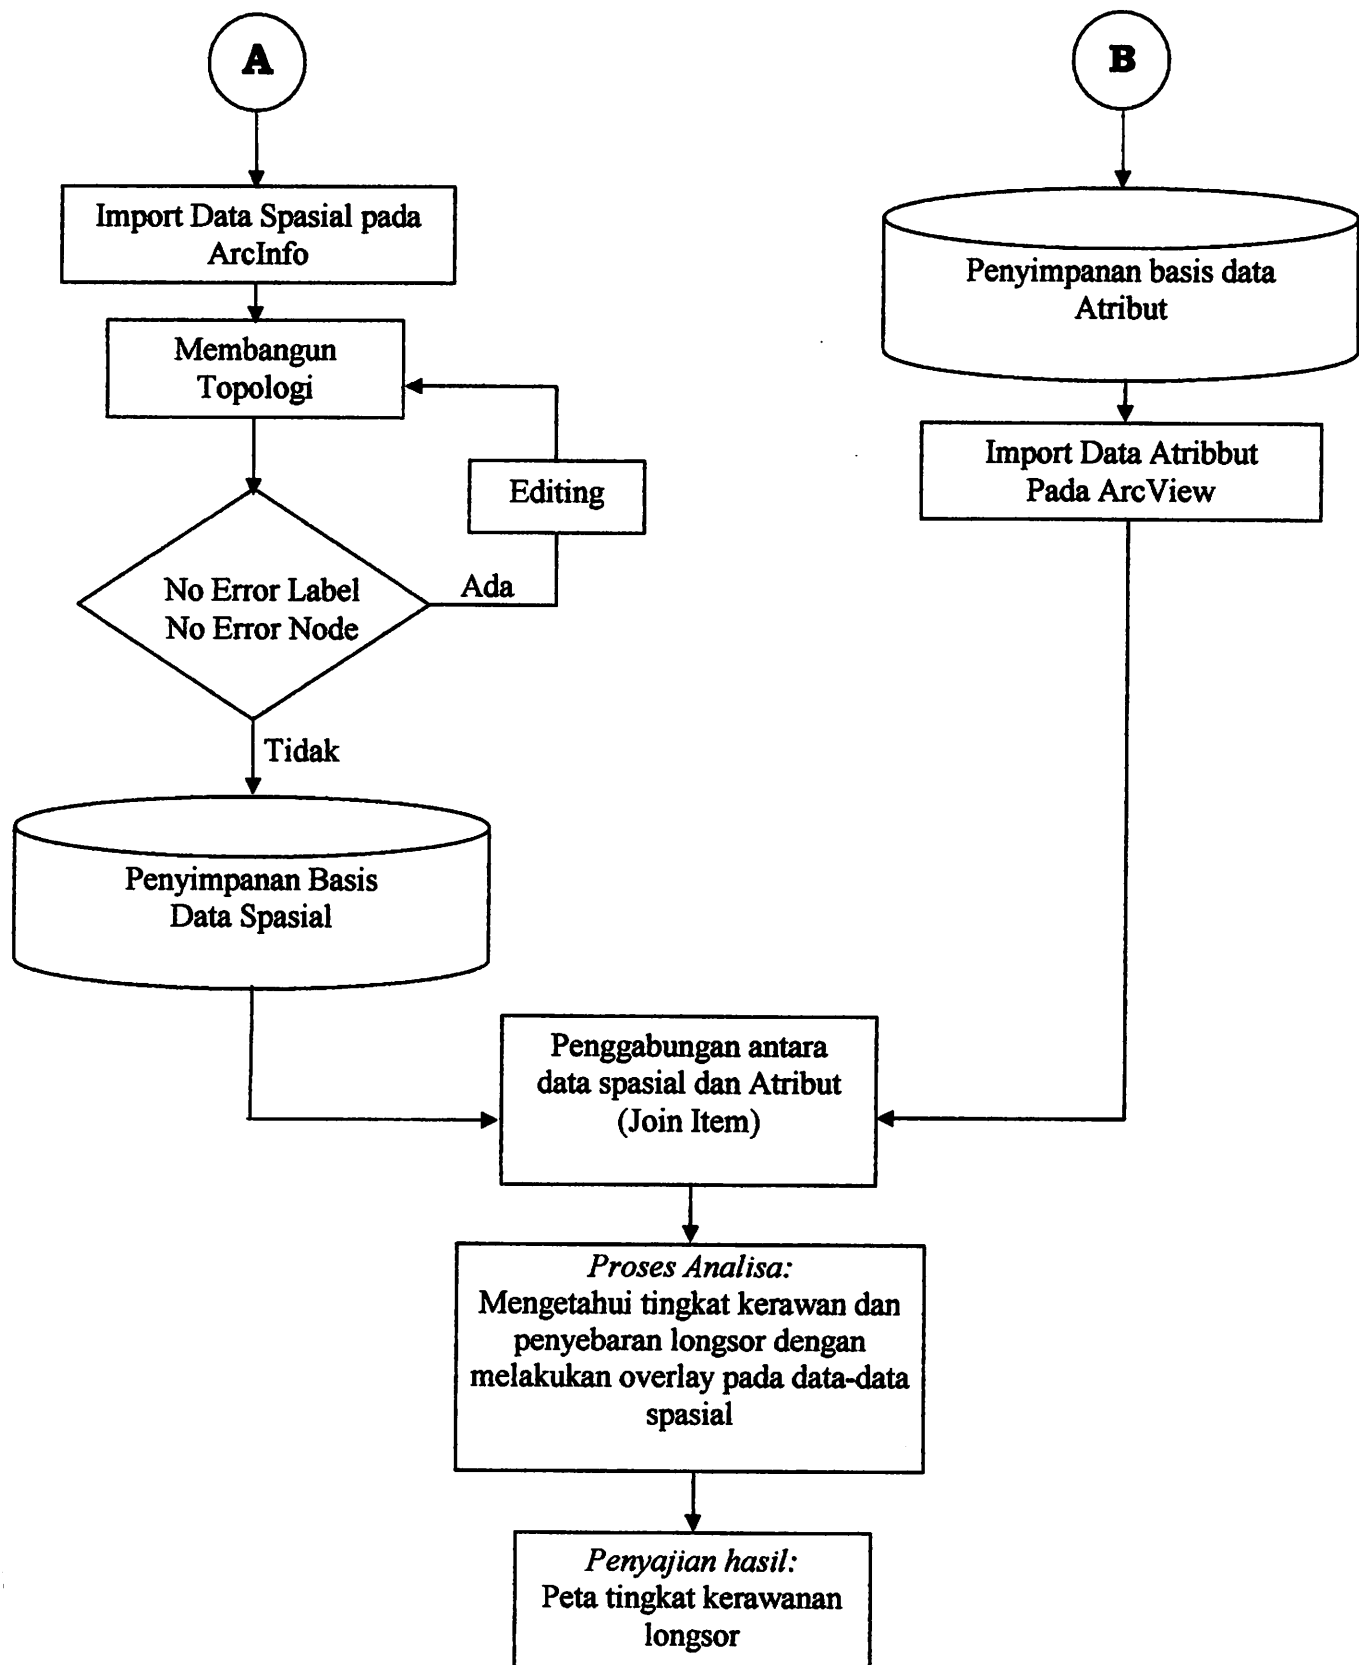 A
Import Data Spasial pada
ArcInfo
Membangun
Topologi
Editing
No Error Label
No Error Node
Ada
Tidak
Penyimpanan Basis
Data Spasial
B
Penyimpanan basis data
Atribut
Import Data Atribbut
Pada ArcView
Penggabungan antara
data spasial dan Atribut
(Join Item)
Proses Analisa:
Mengetahui tingkat kerawan dan
penyebaran longsor dengan
melakukan overlay pada data-data
spasial
Penyajian hasil:
Peta tingkat kerawanan
longsor